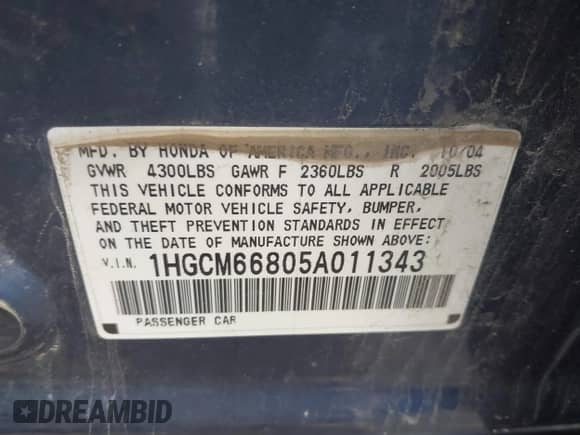 MFD. BY HONDA OF AMERICA MFG., INC. 10/04
GVWR 4300LBS GAWR F 2360LBS R 2005LBS
THIS VEHICLE CONFORMS TO ALL APPLICABLE
FEDERAL MOTOR VEHICLE SAFETY, BUMPER,
AND THEFT PREVENTION STANDARDS IN EFFECT
ON THE DATE OF MANUFACTURE SHOWN ABOVE:
V.I.N. 1HGCM66805A011343
PASSENGER CAR
DREAMBID